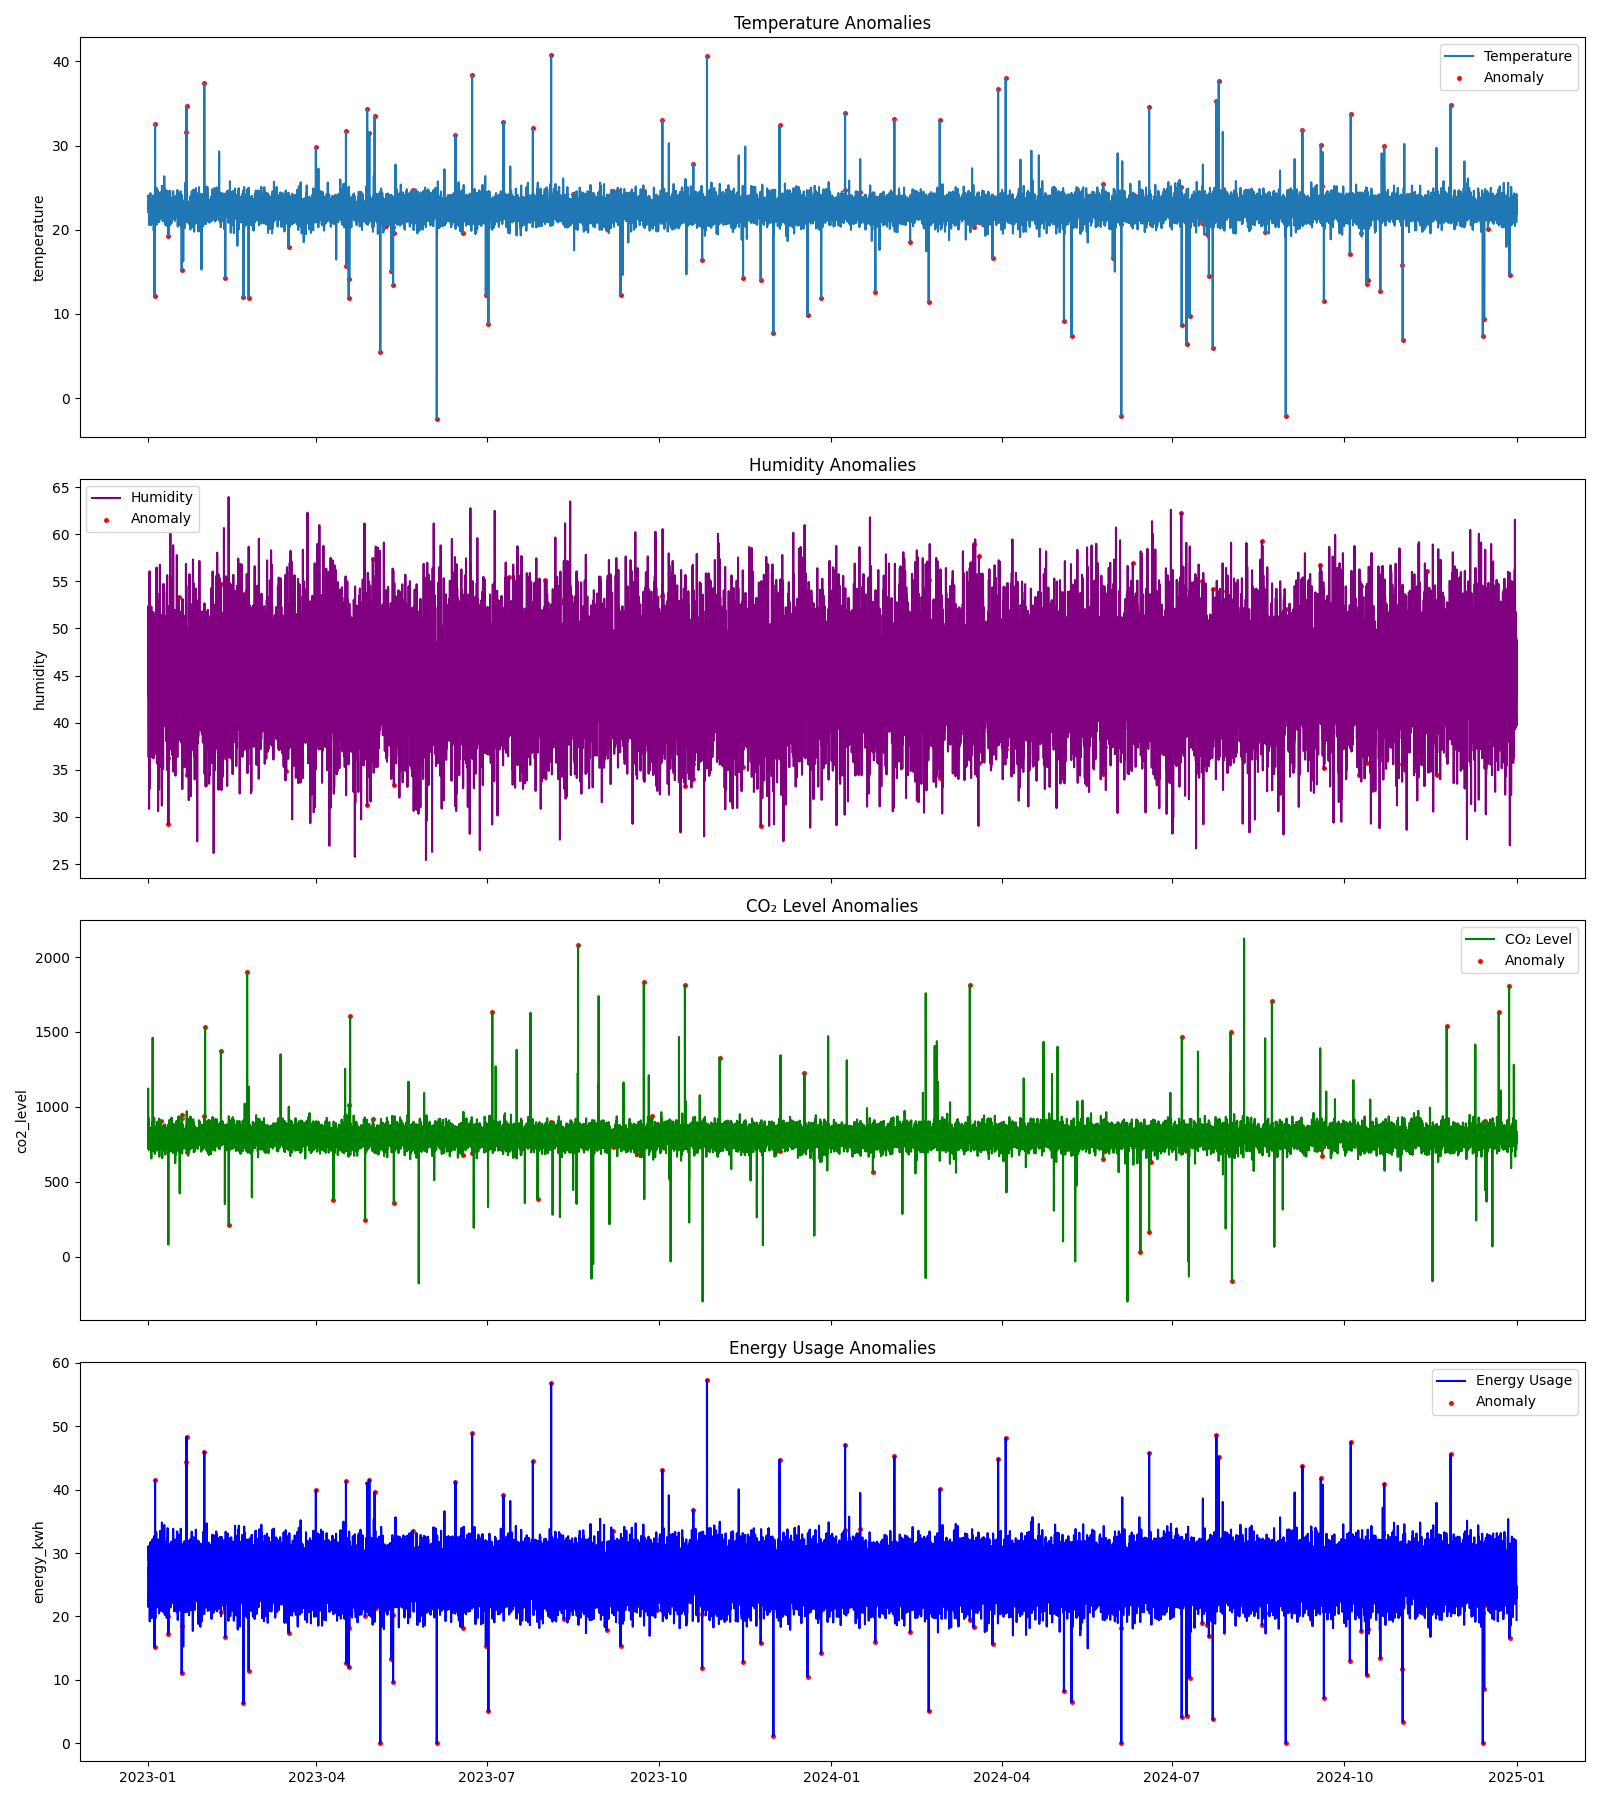 Temperature Anomalies
40
30
20
10
0
temperature
Temperature
Anomaly
Humidity Anomalies
65
60
55
50
45
40
35
30
25
humidity
Humidity
Anomaly
CO₂ Level Anomalies
2000
1500
1000
500
0
co2_level
CO₂ Level
Anomaly
Energy Usage Anomalies
60
50
40
30
20
10
0
energy_kwh
Energy Usage
Anomaly
2023-01 2023-04 2023-07 2023-10 2024-01 2024-04 2024-07 2024-10 2025-01